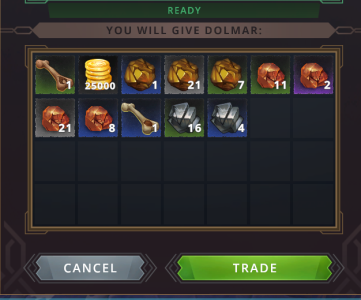 READY
YOU WILL GIVE DOLMAR:
1 25000 1 21 7 11 2
21 8 1 16 4
CANCEL TRADE